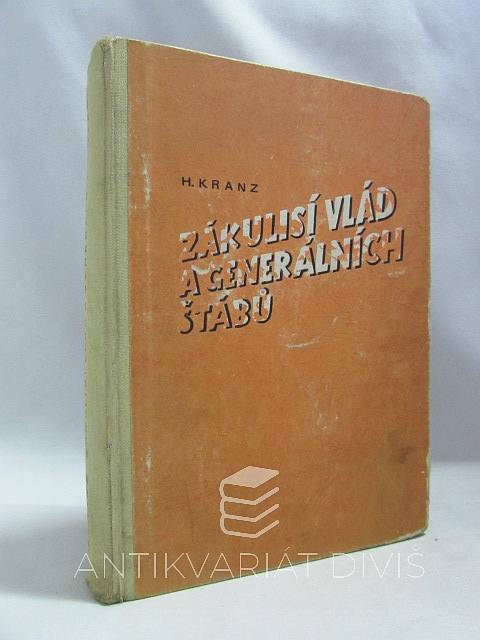 H. KRANZ
ZÁKULISÍ VLÁD
A GENERÁLNÍCH
ŠTÁBŮ
ANTIKVARIÁT DIVIŠ